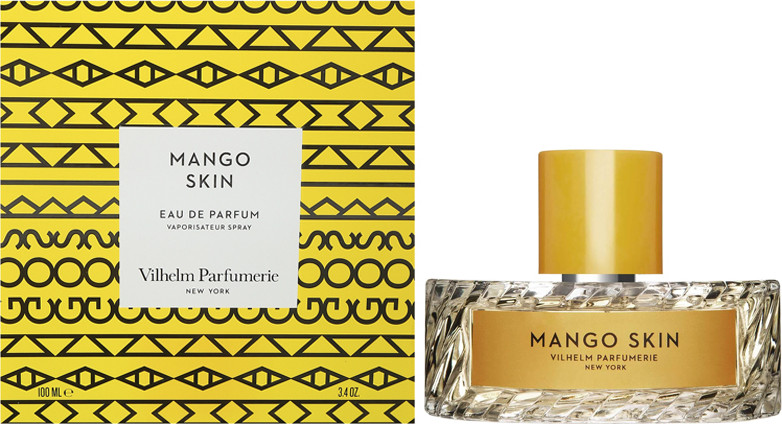 MANGO
SKIN
EAU DE PARFUM
VAPORISATEUR SPRAY
Vilhelm Parfumerie
NEW YORK
100 ML ℮
3.4 OZ.
MANGO SKIN
VILHELM PARFUMERIE
NEW YORK